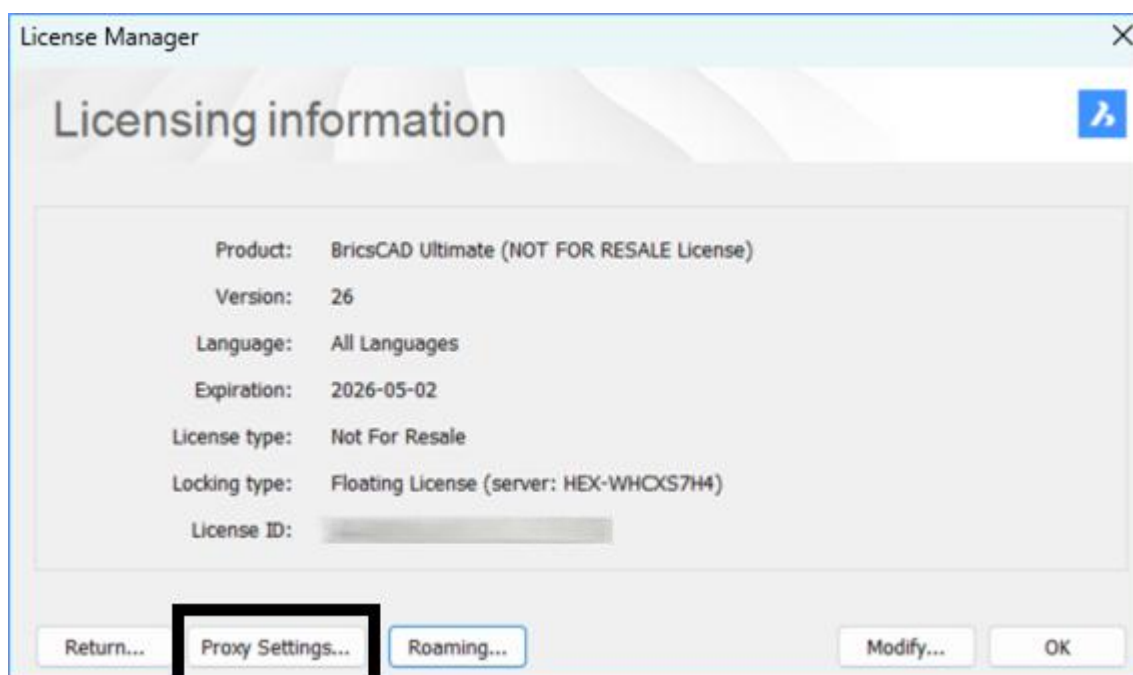 License Manager
Licensing information
Product: BricsCAD Ultimate (NOT FOR RESALE License)
Version: 26
Language: All Languages
Expiration: 2026-05-02
License type: Not For Resale
Locking type: Floating License (server: HEX-WHCXS7H4)
License ID:
Return... Proxy Settings... Roaming... Modify... OK